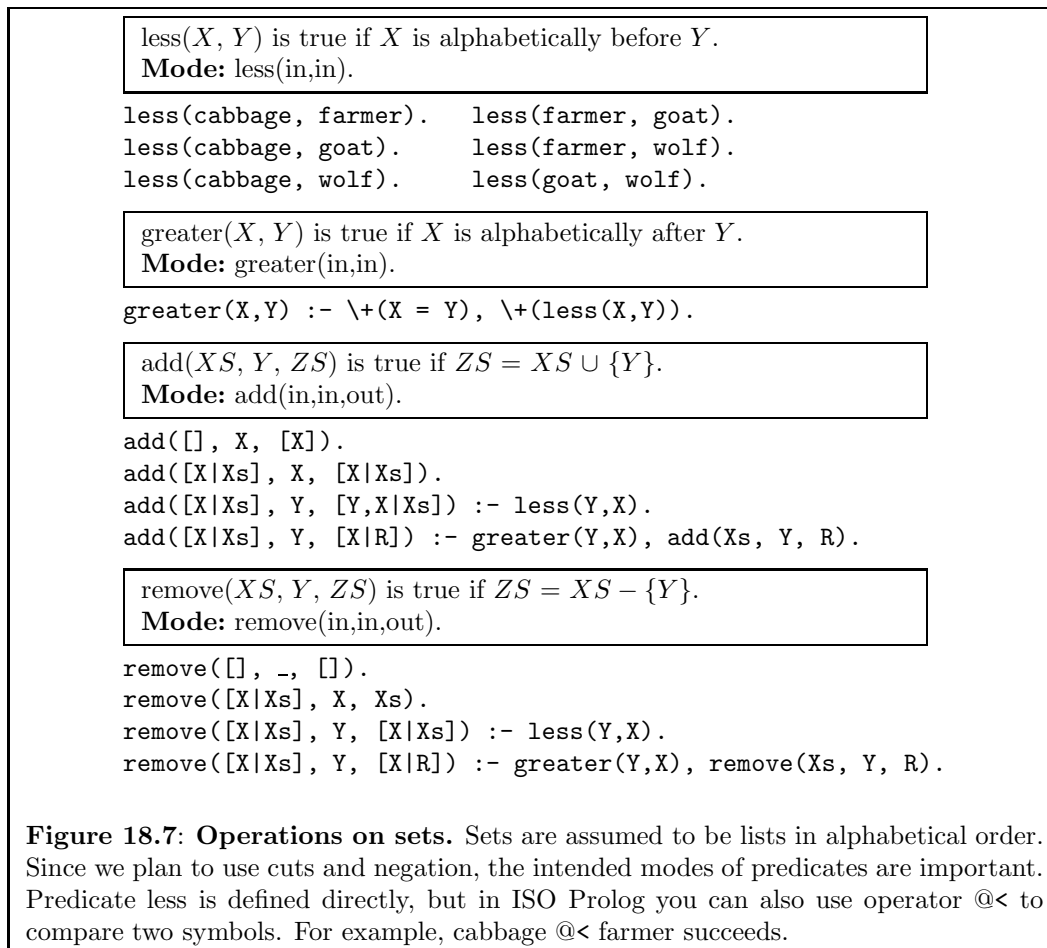 less(X, Y) is true if X is alphabetically before Y.
Mode: less(in,in).
less(cabbage, farmer).   less(farmer, goat).
less(cabbage, goat).     less(farmer, wolf).
less(cabbage, wolf).     less(goat, wolf).
greater(X, Y) is true if X is alphabetically after Y.
Mode: greater(in,in).
greater(X,Y) :- \+(X = Y), \+(less(X,Y)).
add(XS, Y, ZS) is true if ZS = XS ∪ {Y}.
Mode: add(in,in,out).
add([], X, [X]).
add([X|Xs], X, [X|Xs]).
add([X|Xs], Y, [Y,X|Xs]) :- less(Y,X).
add([X|Xs], Y, [X|R]) :- greater(Y,X), add(Xs, Y, R).
remove(XS, Y, ZS) is true if ZS = XS − {Y}.
Mode: remove(in,in,out).
remove([], _, []).
remove([X|Xs], X, Xs).
remove([X|Xs], Y, [X|Xs]) :- less(Y,X).
remove([X|Xs], Y, [X|R]) :- greater(Y,X), remove(Xs, Y, R).
Figure 18.7: Operations on sets. Sets are assumed to be lists in alphabetical order.
Since we plan to use cuts and negation, the intended modes of predicates are important.
Predicate less is defined directly, but in ISO Prolog you can also use operator @< to
compare two symbols. For example, cabbage @< farmer succeeds.